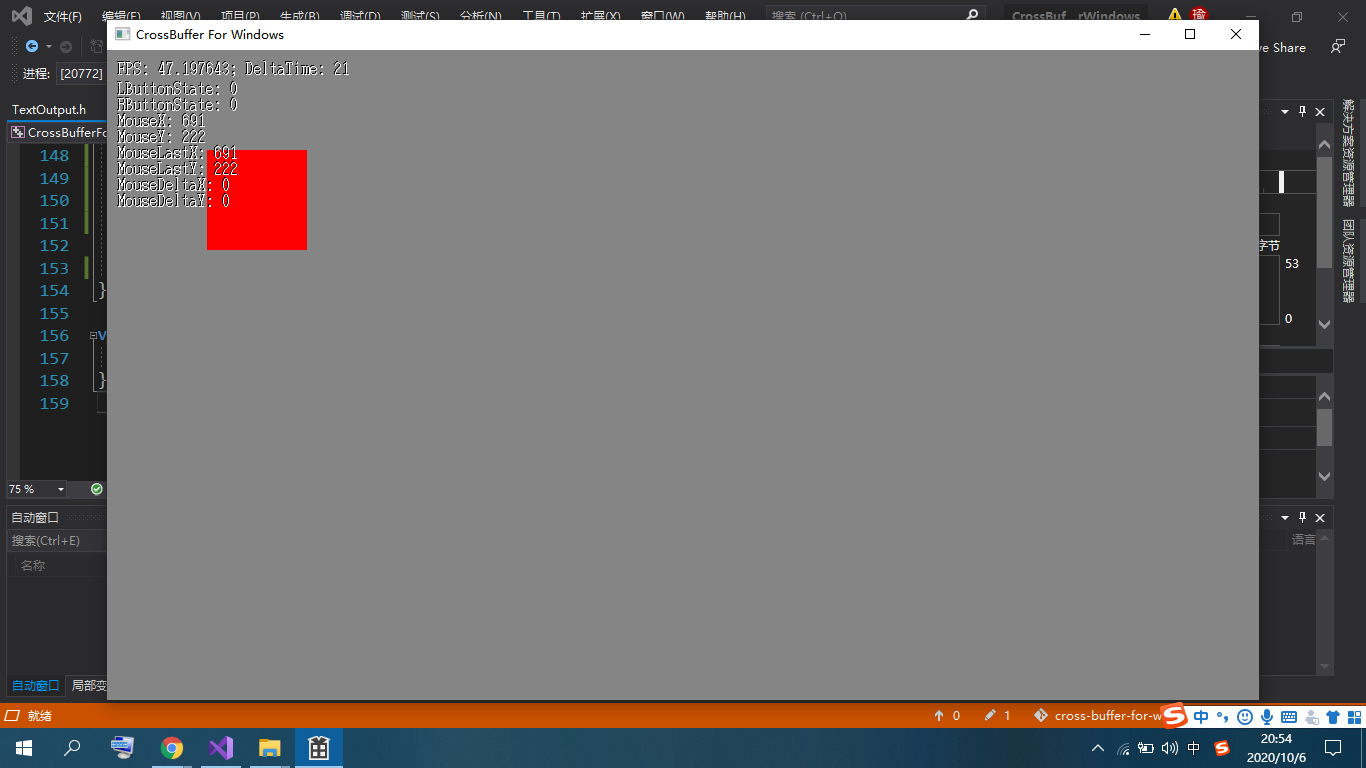 文件(F) 编辑(E) 视图(V) 项目(P) 生成(B) 调试(D) 测试(S) 分析(N) 工具(T) 扩展(X) 窗口(W) 帮助(H) 搜索 (Ctrl+Q) CrossBuf...rWindows 瑜
CrossBuffer For Windows
进程: [20772]
ve Share
FPS: 47.197643; DeltaTime: 21
LButtonState: 0
RButtonState: 0
MouseX: 691
MouseY: 222
MouseLastX: 691
MouseLastY: 222
MouseDeltaX: 0
MouseDeltaY: 0
TextOutput.h
CrossBufferFo
148
149
150
151
152
153
154 }
155
156
157
158 }
159
75 %
自动窗口
搜索(Ctrl+E)
名称
自动窗口 局部变
字节
53
0
语言
解决方案资源管理器
团队资源管理器
就绪
0 1 cross-buffer-for-w
中
中
20:54
2020/10/6